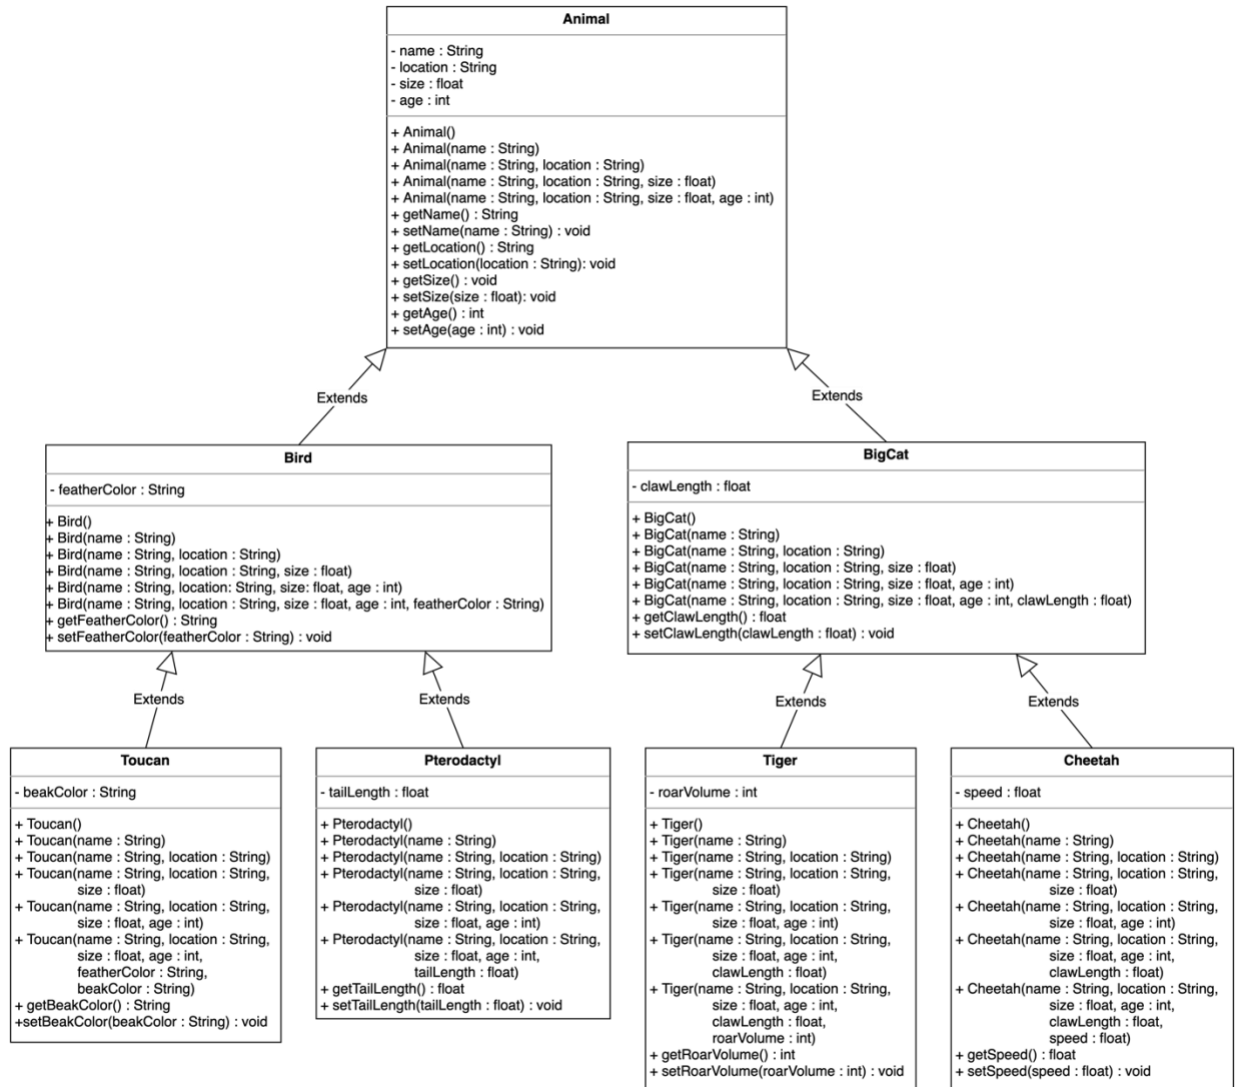 Animal
- name : String
- location : String
- size : float
- age : int
+ Animal()
+ Animal(name : String)
+ Animal(name : String, location : String)
+ Animal(name : String, location : String, size : float)
+ Animal(name : String, location : String, size : float, age : int)
+ getName() : String
+ setName(name : String) : void
+ getLocation() : String
+ setLocation(location : String): void
+ getSize() : void
+ setSize(size : float): void
+ getAge() : int
+ setAge(age : int) : void
Extends
Extends
Bird
- featherColor : String
+ Bird()
+ Bird(name : String)
+ Bird(name : String, location : String)
+ Bird(name : String, location : String, size : float)
+ Bird(name : String, location: String, size: float, age : int)
+ Bird(name : String, location : String, size : float, age : int, featherColor : String)
+ getFeatherColor() : String
+ setFeatherColor(featherColor : String) : void
BigCat
- clawLength : float
+ BigCat()
+ BigCat(name : String)
+ BigCat(name : String, location : String)
+ BigCat(name : String, location : String, size : float)
+ BigCat(name : String, location : String, size : float, age : int)
+ BigCat(name : String, location : String, size : float, age : int, clawLength : float)
+ getClawLength() : float
+ setClawLength(clawLength : float) : void
Extends
Extends
Extends
Extends
Toucan
- beakColor : String
+ Toucan()
+ Toucan(name : String)
+ Toucan(name : String, location : String)
+ Toucan(name : String, location : String,
size : float)
+ Toucan(name : String, location : String,
size : float, age : int)
+ Toucan(name : String, location : String,
size : float, age : int,
featherColor : String,
beakColor : String)
+ getBeakColor() : String
+setBeakColor(beakColor : String) : void
Pterodactyl
- tailLength : float
+ Pterodactyl()
+ Pterodactyl(name : String)
+ Pterodactyl(name : String, location : String)
+ Pterodactyl(name : String, location : String,
size : float)
+ Pterodactyl(name : String, location : String,
size : float, age : int)
+ Pterodactyl(name : String, location : String,
size : float, age : int,
tailLength : float)
+ getTailLength() : float
+ setTailLength(tailLength : float) : void
Tiger
- roarVolume : int
+ Tiger()
+ Tiger(name : String)
+ Tiger(name : String, location : String)
+ Tiger(name : String, location : String,
size : float)
+ Tiger(name : String, location : String,
size : float, age : int)
+ Tiger(name : String, location : String,
size : float, age : int,
clawLength : float)
+ Tiger(name : String, location : String,
size : float, age : int,
clawLength : float,
roarVolume : int)
+ getRoarVolume() : int
+ setRoarVolume(roarVolume : int) : void
Cheetah
- speed : float
+ Cheetah()
+ Cheetah(name : String)
+ Cheetah(name : String, location : String)
+ Cheetah(name : String, location : String,
size : float)
+ Cheetah(name : String, location : String,
size : float, age : int)
+ Cheetah(name : String, location : String,
size : float, age : int,
clawLength : float)
+ Cheetah(name : String, location : String,
size : float, age : int,
clawLength : float,
speed : float)
+ getSpeed() : float
+ setSpeed(speed : float) : void